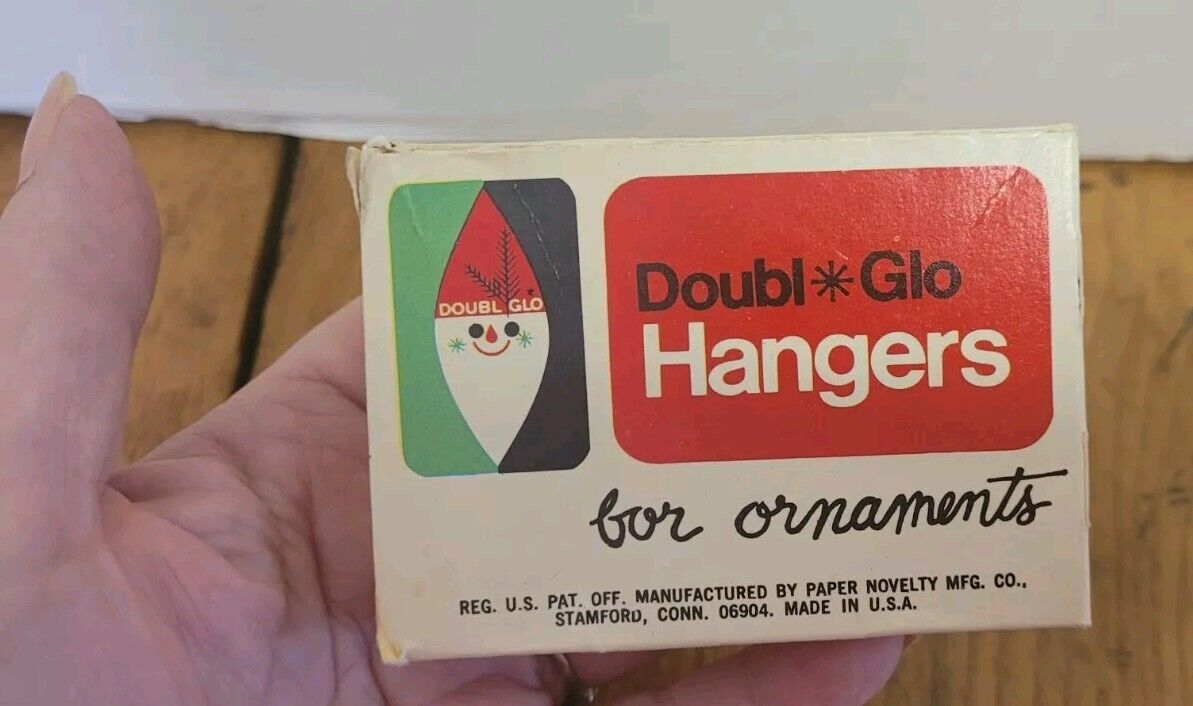 DOUBL GLO
Doubl*Glo
Hangers
for ornaments
REG. U.S. PAT. OFF. MANUFACTURED BY PAPER NOVELTY MFG. CO.,
STAMFORD, CONN. 06904. MADE IN U.S.A.